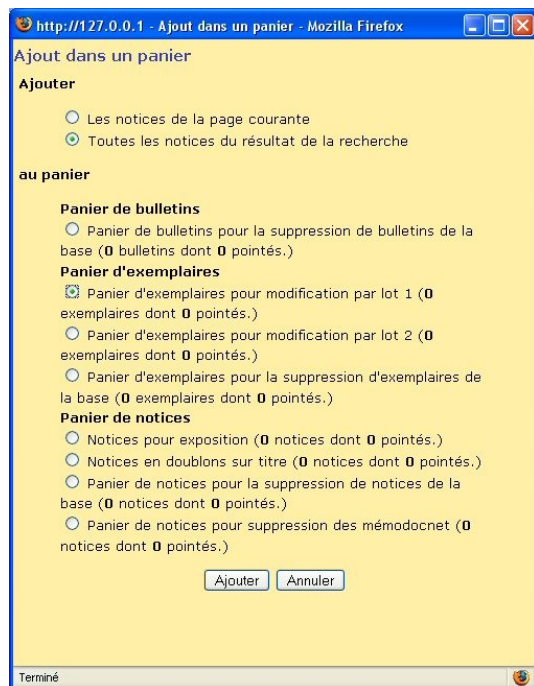 http://127.0.0.1 - Ajout dans un panier - Mozilla Firefox
Ajout dans un panier
Ajouter
Les notices de la page courante
Toutes les notices du résultat de la recherche
au panier
Panier de bulletins
Panier de bulletins pour la suppression de bulletins de la
base (0 bulletins dont 0 pointés.)
Panier d'exemplaires
Panier d'exemplaires pour modification par lot 1 (0
exemplaires dont 0 pointés.)
Panier d'exemplaires pour modification par lot 2 (0
exemplaires dont 0 pointés.)
Panier d'exemplaires pour la suppression d'exemplaires de
la base (0 exemplaires dont 0 pointés.)
Panier de notices
Notices pour exposition (0 notices dont 0 pointés.)
Notices en doublons sur titre (0 notices dont 0 pointés.)
Panier de notices pour la suppression de notices de la
base (0 notices dont 0 pointés.)
Panier de notices pour suppression des mémodocnet (0
notices dont 0 pointés.)
Ajouter Annuler
Terminé